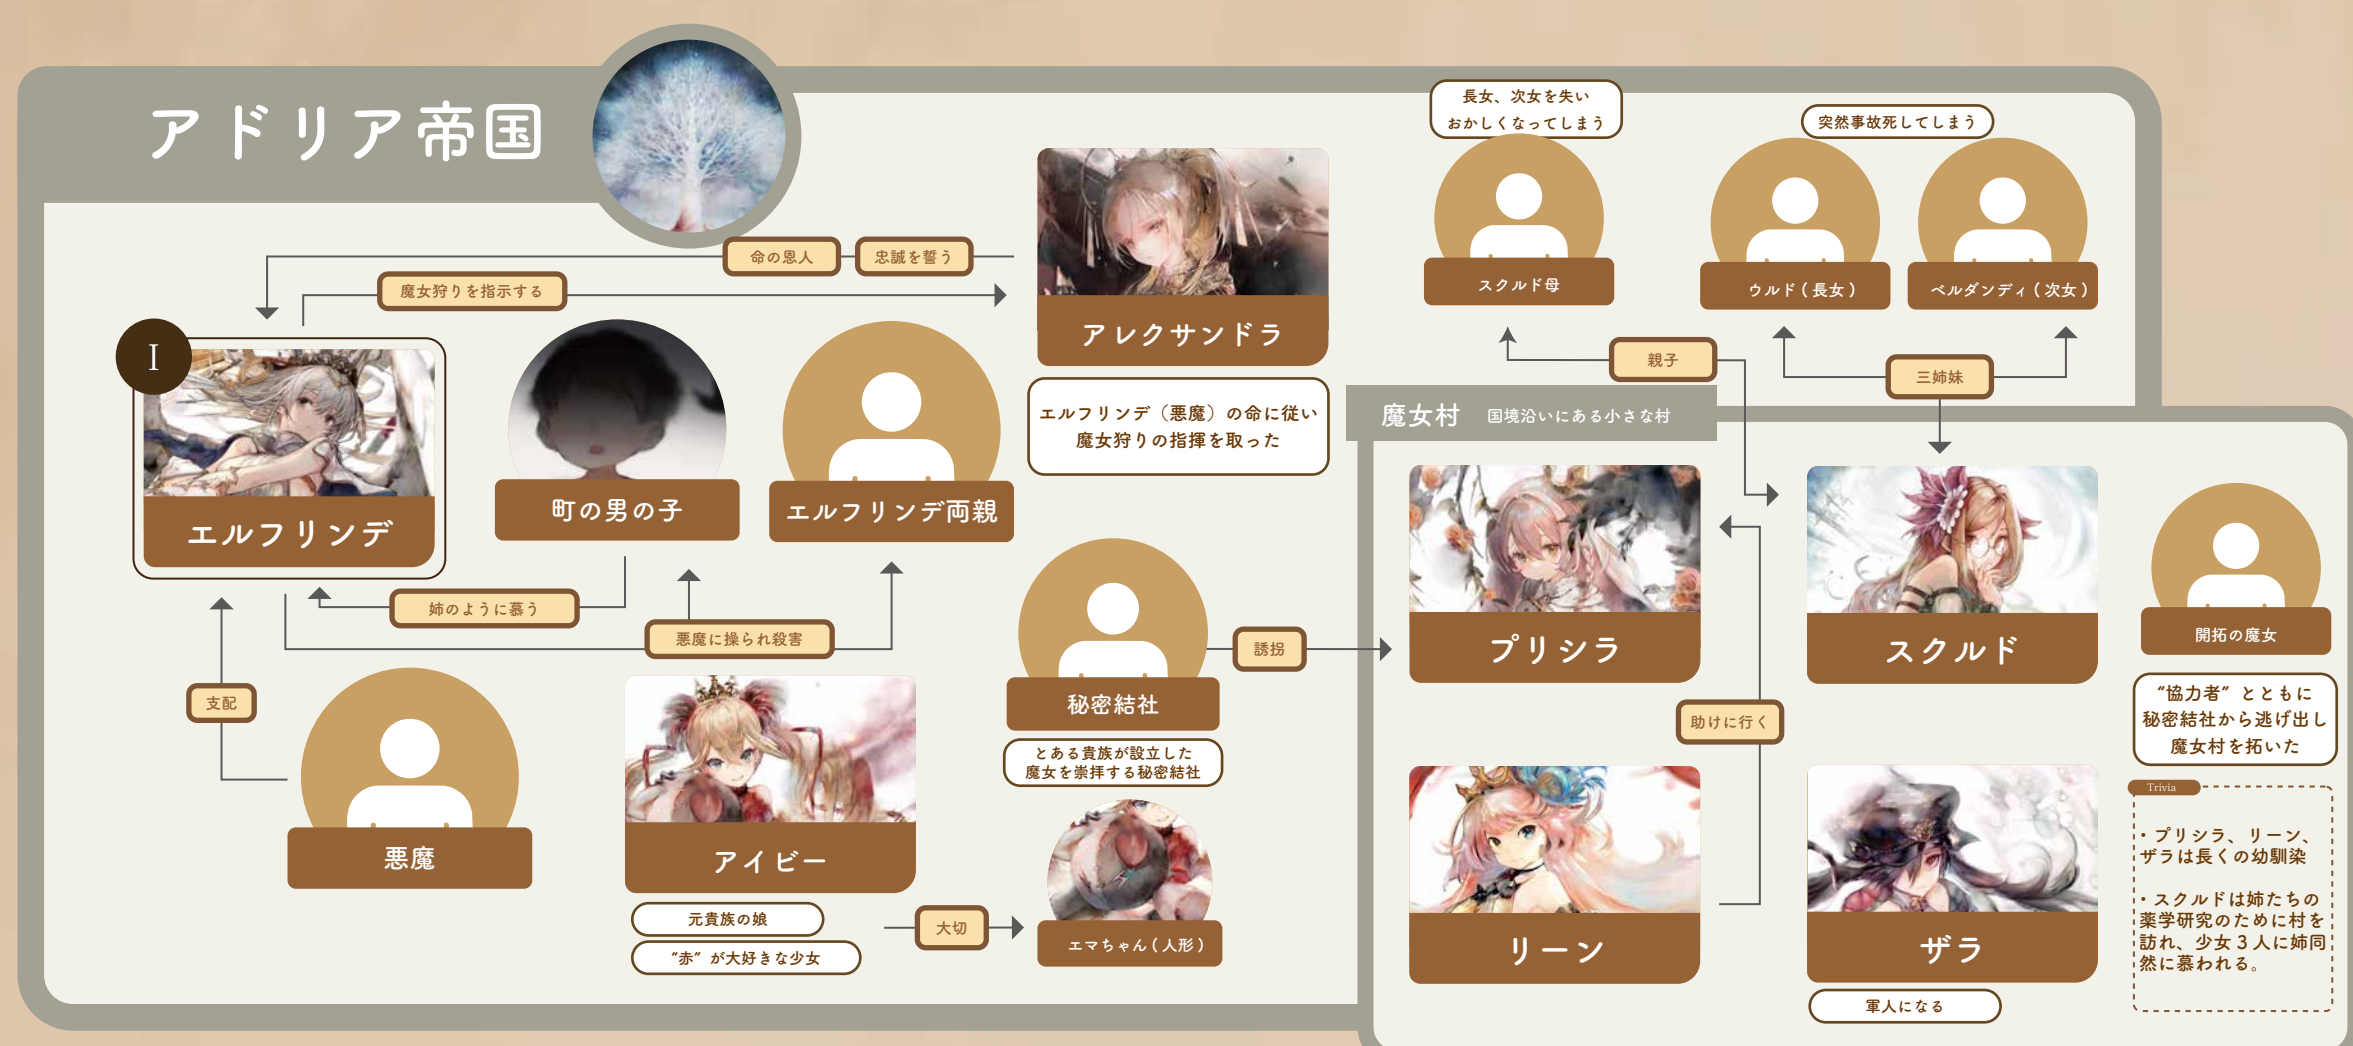 アドリア帝国
長女、次女を失い
おかしくなってしまう
突然事故死してしまう
スクルド母
ウルド(長女)
ベルダンディ(次女)
命の恩人
忠誠を誓う
魔女狩りを指示する
アレクサンドラ
エルフリンデ(悪魔)の命に従い
魔女狩りの指揮を取った
親子
三姉妹
I
エルフリンデ
町の男の子
エルフリンデ両親
魔女村 国境沿いにある小さな村
姉のように慕う
悪魔に操られ殺害
支配
悪魔
アイビー
元貴族の娘
"赤"が大好きな少女
大切
エマちゃん(人形)
秘密結社
とある貴族が設立した
魔女を崇拝する秘密結社
誘拐
プリシラ
スクルド
開拓の魔女
"協力者"とともに
秘密結社から逃げ出し
魔女村を拓いた
助けに行く
リーン
ザラ
軍人になる
Trivia
・プリシラ、リーン、
ザラは長くの幼馴染
・スクルドは姉たちの
薬学研究のために村を
訪れ、少女3人に姉同
然に慕われる。